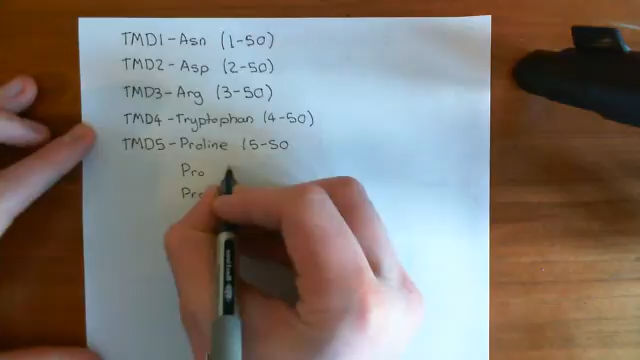 TMD1-Asn (1-50)
TMD2-Asp (2-50)
TMD3-Arg (3-50)
TMD4-Tryptophan (4-50)
TMD5-Proline (5-50
Pro